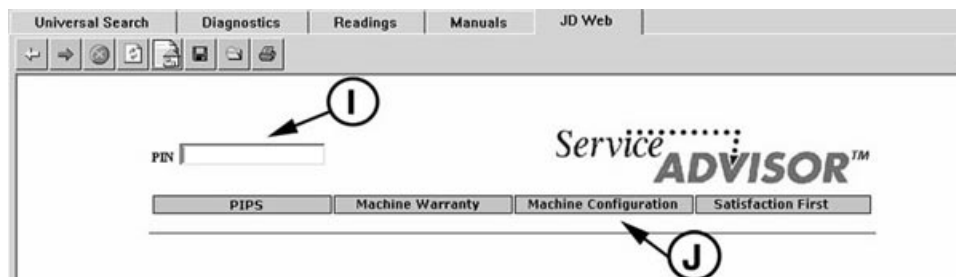 Universal Search Diagnostics Readings Manuals JD Web
I
PIN
Service
ADVISOR™
PIPS Machine Warranty Machine Configuration Satisfaction First
J